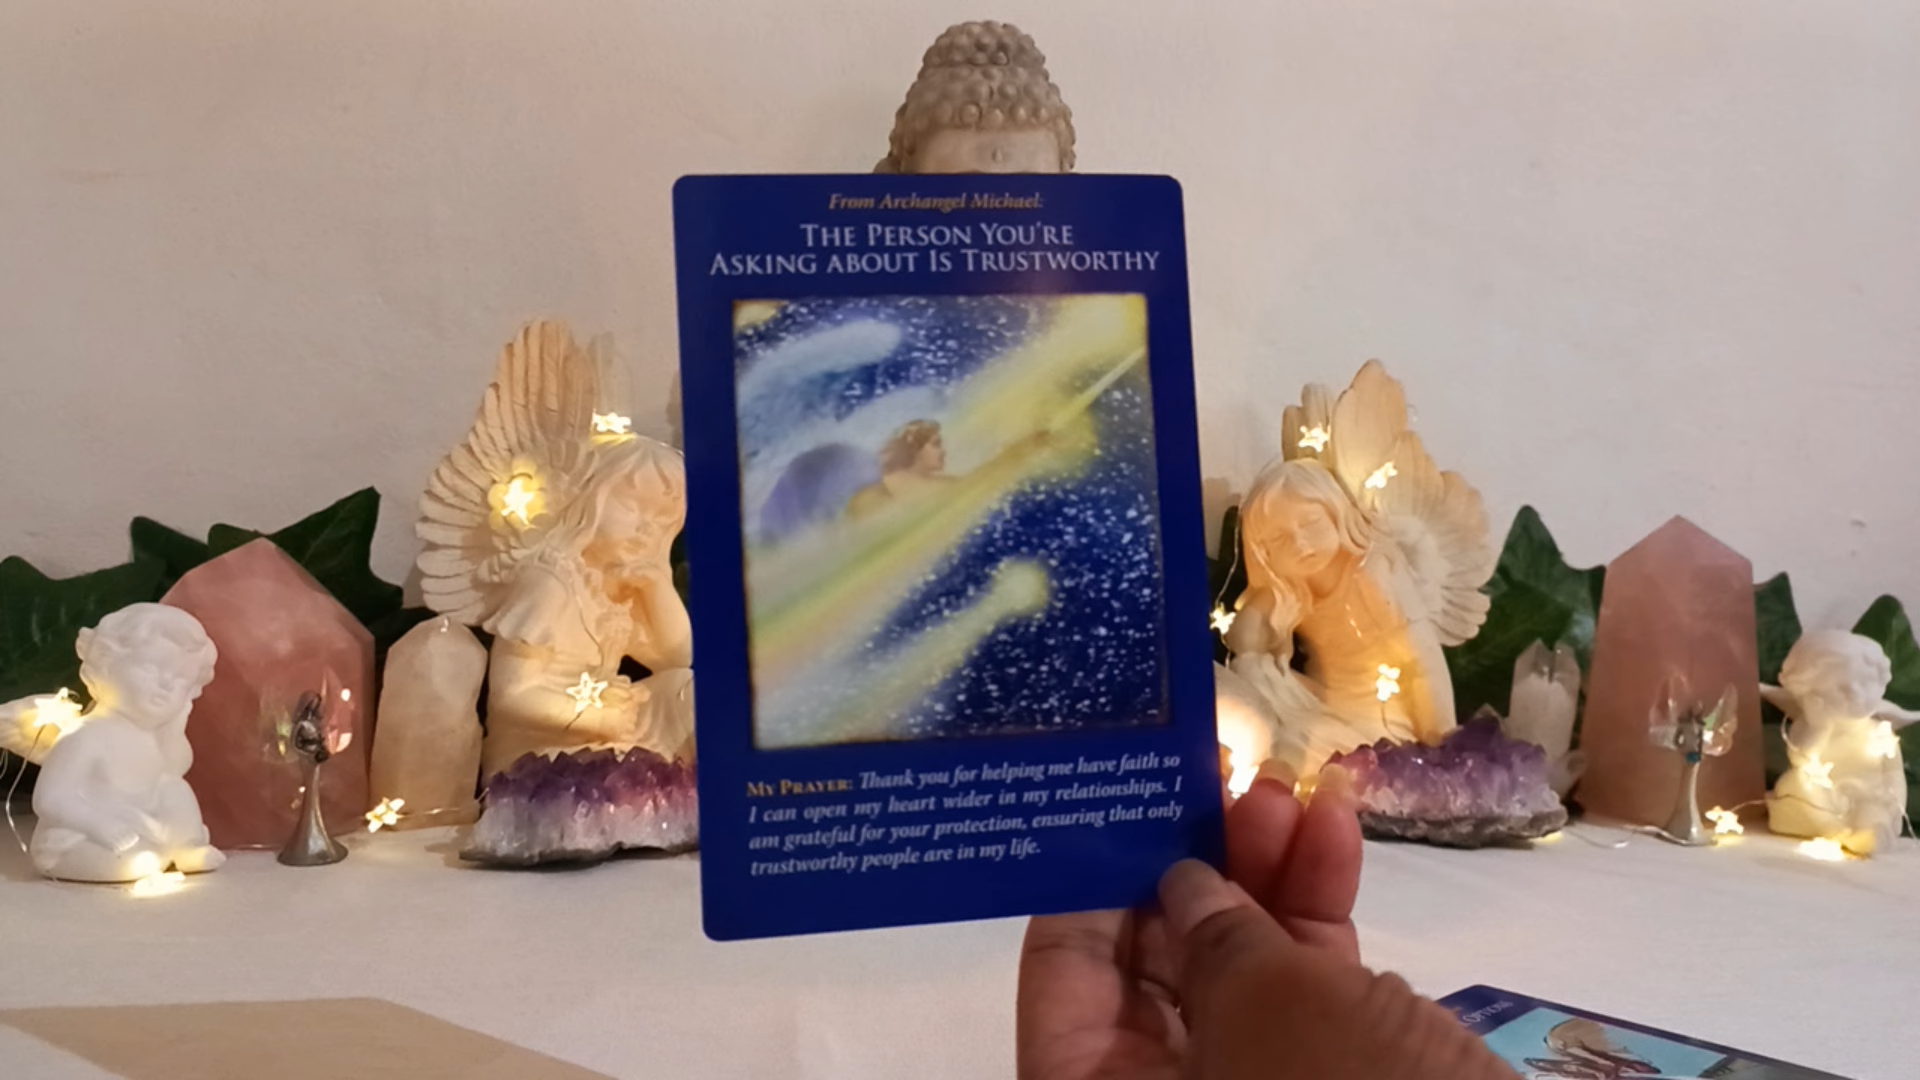 From Archangel Michael:
THE PERSON YOU'RE
ASKING ABOUT IS TRUSTWORTHY
MY PRAYER: Thank you for helping me have faith so
I can open my heart wider in my relationships. I
am grateful for your protection, ensuring that only
trustworthy people are in my life.